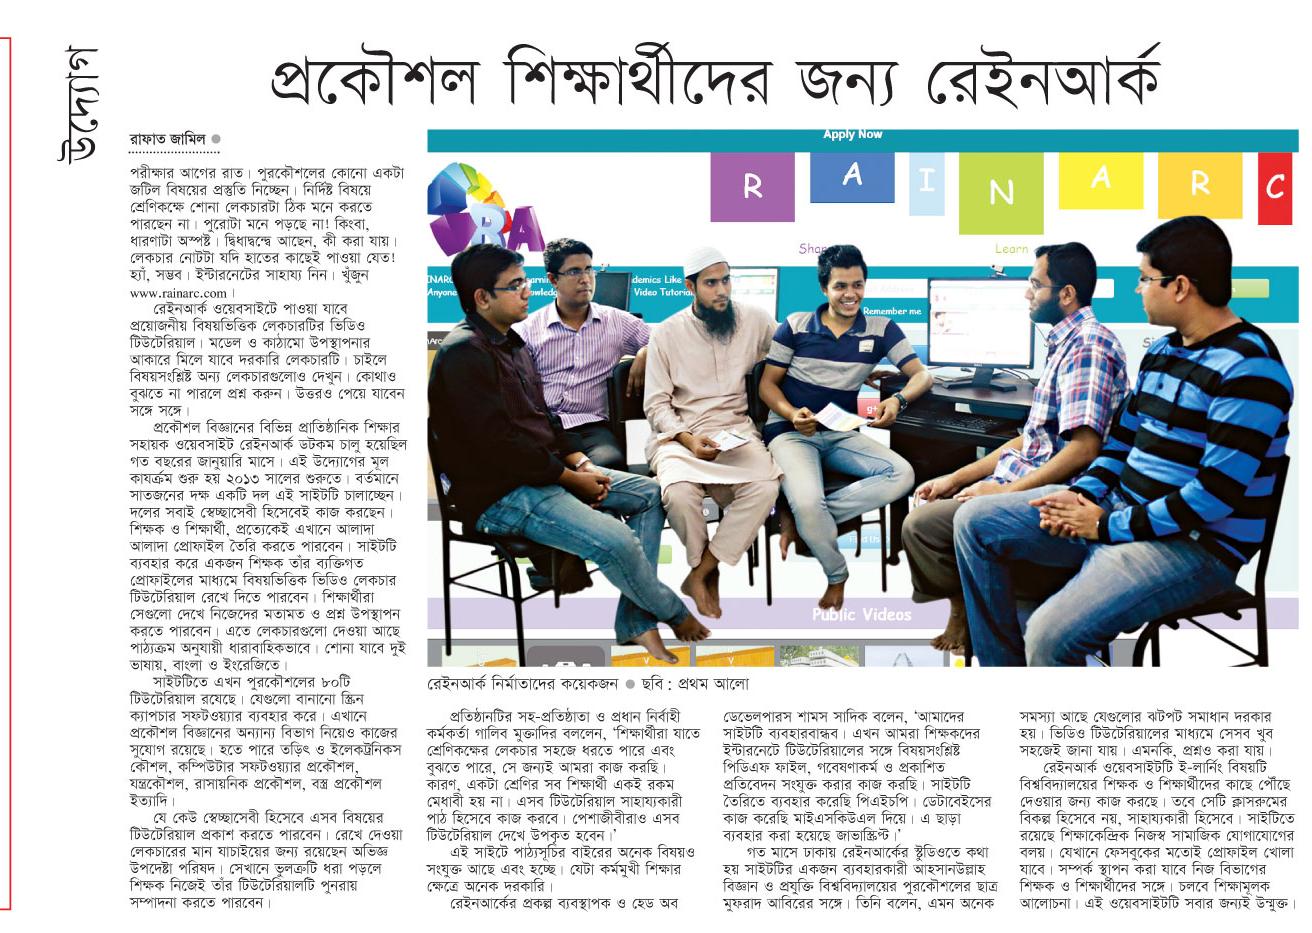 উদ্যোগ
প্রকৌশল শিক্ষার্থীদের জন্য রেইনআর্ক
রাফাত জামিল ●
পরীক্ষার আগের রাত। পুরকৌশলের কোনো একটা
জটিল বিষয়ের প্রস্তুতি নিচ্ছেন। নির্দিষ্ট বিষয়ে
শ্রেণিকক্ষে শোনা লেকচারটা ঠিক মনে করতে
পারছেন না। পুরোটা মনে পড়ছে না! কিংবা,
ধারণাটা অস্পষ্ট। দ্বিধাদ্বন্দ্বে আছেন, কী করা যায়।
লেকচার নোটটা যদি হাতের কাছেই পাওয়া যেত!
হ্যাঁ, সম্ভব। ইন্টারনেটের সাহায্য নিন। খুঁজুন
www.rainarc.com।
রেইনআর্ক ওয়েবসাইটে পাওয়া যাবে
প্রয়োজনীয় বিষয়ভিত্তিক লেকচারটির ভিডিও
টিউটেরিয়াল। মডেল ও কাঠামো উপস্থাপনার
আকারে মিলে যাবে দরকারি লেকচারটি। চাইলে
বিষয়সংশ্লিষ্ট অন্য লেকচারগুলোও দেখুন। কোথাও
বুঝতে না পারলে প্রশ্ন করুন। উত্তরও পেয়ে যাবেন
সঙ্গে সঙ্গে।
প্রকৌশল বিজ্ঞানের বিভিন্ন প্রাতিষ্ঠানিক শিক্ষার
সহায়ক ওয়েবসাইট রেইনআর্ক ডটকম চালু হয়েছিল
গত বছরের জানুয়ারি মাসে। এই উদ্যোগের মূল
কার্যক্রম শুরু হয় ২০১৩ সালের শুরুতে। বর্তমানে
সাতজনের দক্ষ একটি দল এই সাইটটি চালাচ্ছেন।
দলের সবাই স্বেচ্ছাসেবী হিসেবেই কাজ করছেন।
শিক্ষক ও শিক্ষার্থী, প্রত্যেকেই এখানে আলাদা
আলাদা প্রোফাইল তৈরি করতে পারবেন। সাইটটি
ব্যবহার করে একজন শিক্ষক তাঁর ব্যক্তিগত
প্রোফাইলের মাধ্যমে বিষয়ভিত্তিক ভিডিও লেকচার
টিউটেরিয়াল রেখে দিতে পারবেন। শিক্ষার্থীরা
সেগুলো দেখে নিজেদের মতামত ও প্রশ্ন উপস্থাপন
করতে পারবেন। এতে লেকচারগুলো দেওয়া আছে
পাঠ্যক্রম অনুযায়ী ধারাবাহিকভাবে। শোনা যাবে দুই
ভাষায়, বাংলা ও ইংরেজিতে।
সাইটটিতে এখন পুরকৌশলের ৮০টি
টিউটেরিয়াল রয়েছে। যেগুলো বানানো স্ক্রিন
ক্যাপচার সফটওয়্যার ব্যবহার করে। এখানে
প্রকৌশল বিজ্ঞানের অন্যান্য বিভাগ নিয়েও কাজের
সুযোগ রয়েছে। হতে পারে তড়িৎ ও ইলেকট্রনিকস
কৌশল, কম্পিউটার সফটওয়্যার প্রকৌশল,
যন্ত্রকৌশল, রাসায়নিক প্রকৌশল, বস্ত্র প্রকৌশল
ইত্যাদি।
যে কেউ স্বেচ্ছাসেবী হিসেবে এসব বিষয়ের
টিউটেরিয়াল প্রকাশ করতে পারবেন। রেখে দেওয়া
লেকচারের মান যাচাইয়ের জন্য রয়েছেন অভিজ্ঞ
উপদেষ্টা পরিষদ। সেখানে ভুলত্রুটি ধরা পড়লে
শিক্ষক নিজেই তাঁর টিউটেরিয়ালটি পুনরায়
সম্পাদনা করতে পারবেন।
Apply Now
R A I N A R C
RA
Learn
demics Like
Video Tutoria
Remember me
g+
Public Videos
রেইনআর্ক নির্মাতাদের কয়েকজন ● ছবি : প্রথম আলো
প্রতিষ্ঠানটির সহ-প্রতিষ্ঠাতা ও প্রধান নির্বাহী
কর্মকর্তা গালিব মুক্তাদির বললেন, ‘শিক্ষার্থীরা যাতে
শ্রেণিকক্ষের লেকচার সহজে ধরতে পারে এবং
বুঝতে পারে, সে জন্যই আমরা কাজ করছি।
কারণ, একটা শ্রেণির সব শিক্ষার্থী একই রকম
মেধাবী হয় না। এসব টিউটেরিয়াল সাহায্যকারী
পাঠ হিসেবে কাজ করবে। পেশাজীবীরাও এসব
টিউটেরিয়াল দেখে উপকৃত হবেন।’
এই সাইটে পাঠ্যসূচির বাইরের অনেক বিষয়ও
সংযুক্ত আছে এবং হচ্ছে। যেটা কর্মমুখী শিক্ষার
ক্ষেত্রে অনেক দরকারি।
রেইনআর্কের প্রকল্প ব্যবস্থাপক ও হেড অব
ডেভেলপারস শামস সাদিক বলেন, ‘আমাদের
সাইটটি ব্যবহারবান্ধব। এখন আমরা শিক্ষকদের
ইন্টারনেটে টিউটেরিয়ালের সঙ্গে বিষয়সংশ্লিষ্ট
পিডিএফ ফাইল, গবেষণাকর্ম ও প্রকাশিত
প্রতিবেদন সংযুক্ত করার কাজ করছি। সাইটটি
তৈরিতে ব্যবহার করেছি পিএইচপি। ডেটাবেইসের
কাজ করেছি মাইএসকিউএল দিয়ে। এ ছাড়া
ব্যবহার করা হয়েছে জাভাস্ক্রিপ্ট।’
গত মাসে ঢাকায় রেইনআর্কের স্টুডিওতে কথা
হয় সাইটটির একজন ব্যবহারকারী আহসানউল্লাহ
বিজ্ঞান ও প্রযুক্তি বিশ্ববিদ্যালয়ের পুরকৌশলের ছাত্র
মুফরাদ আবিরের সঙ্গে। তিনি বলেন, এমন অনেক
সমস্যা আছে যেগুলোর ঝটপট সমাধান দরকার
হয়। ভিডিও টিউটেরিয়ালের মাধ্যমে সেসব খুব
সহজেই জানা যায়। এমনকি, প্রশ্নও করা যায়।
রেইনআর্ক ওয়েবসাইটটি ই-লার্নিং বিষয়টি
বিশ্ববিদ্যালয়ের শিক্ষক ও শিক্ষার্থীদের কাছে পৌঁছে
দেওয়ার জন্য কাজ করছে। তবে সেটি ক্লাসরুমের
বিকল্প হিসেবে নয়, সাহায্যকারী হিসেবে। সাইটিতে
রয়েছে শিক্ষাকেন্দ্রিক নিজস্ব সামাজিক যোগাযোগের
বলয়। যেখানে ফেসবুকের মতোই প্রোফাইল খোলা
যাবে। সম্পর্ক স্থাপন করা যাবে নিজ বিভাগের
শিক্ষক ও শিক্ষার্থীদের সঙ্গে। চলবে শিক্ষামূলক
আলোচনা। এই ওয়েবসাইটটি সবার জন্যই উন্মুক্ত।